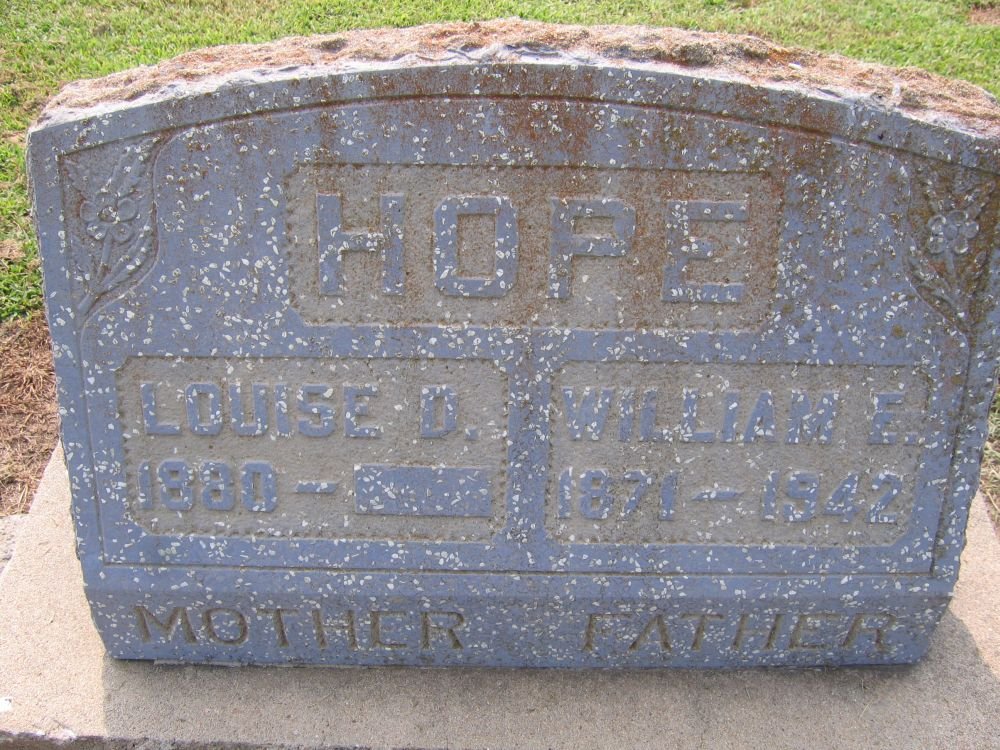 HOPE
LOUISE D.
1880 –
WILLIAM E.
1871 – 1942
MOTHER
FATHER